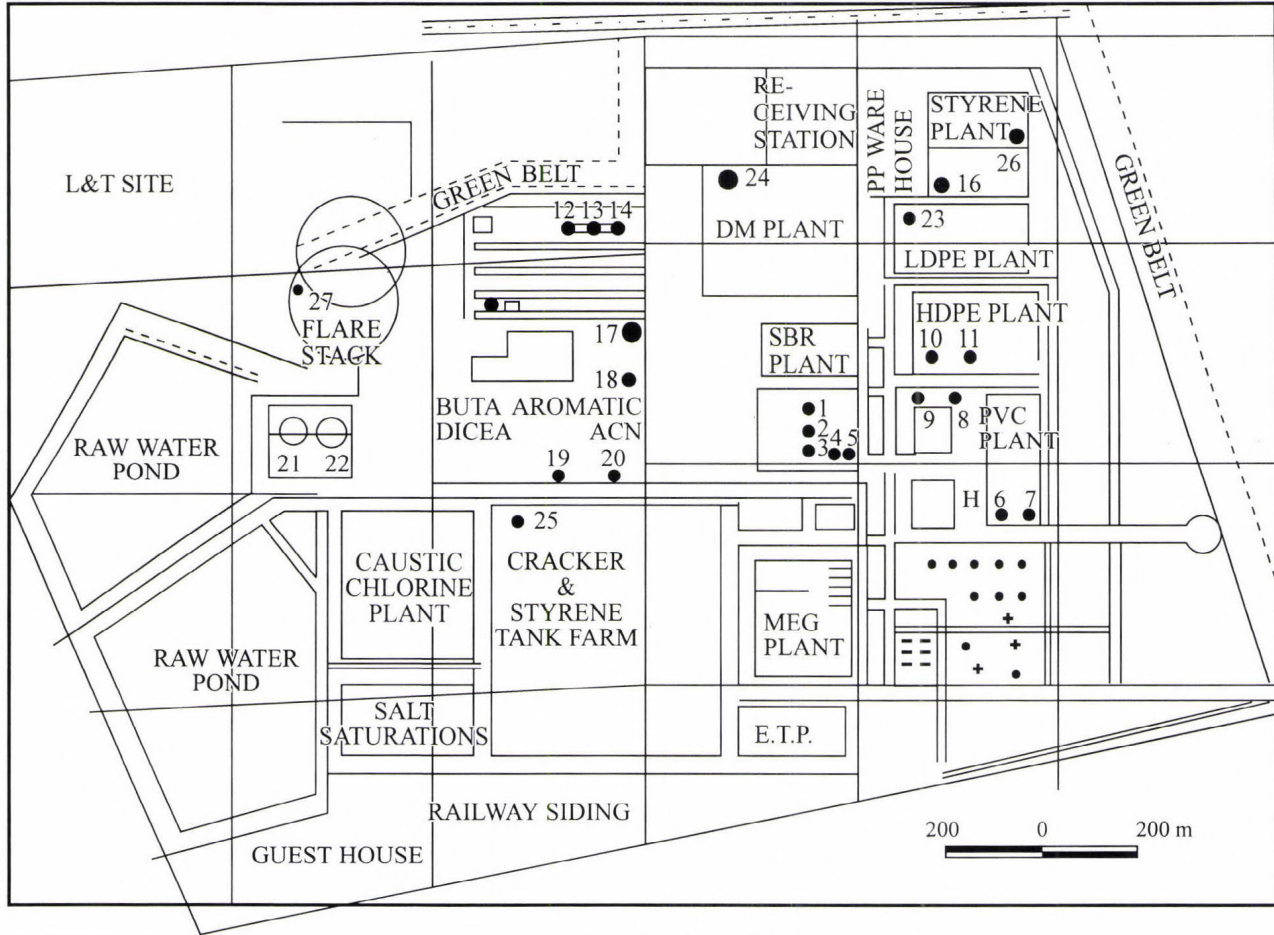 RE-
CEIVING
STATION
PP WARE
HOUSE
STYRENE
PLANT
26
16
L&T SITE
GREEN BELT
24
DM PLANT
12 13 14
23
LDPE PLANT
GREEN BELT
27
FLARE
STACK
17
18
SBR
PLANT
HDPE PLANT
10 11
BUTA AROMATIC
DICEA ACN
1
2
3 4 5
9 8
PVC
PLANT
RAW WATER
POND
21 22
19 20
H
6 7
25
CAUSTIC
CHLORINE
PLANT
CRACKER
&
STYRENE
TANK FARM
MEG
PLANT
RAW WATER
POND
SALT
SATURATIONS
E.T.P.
RAILWAY SIDING
GUEST HOUSE
200 0 200 m